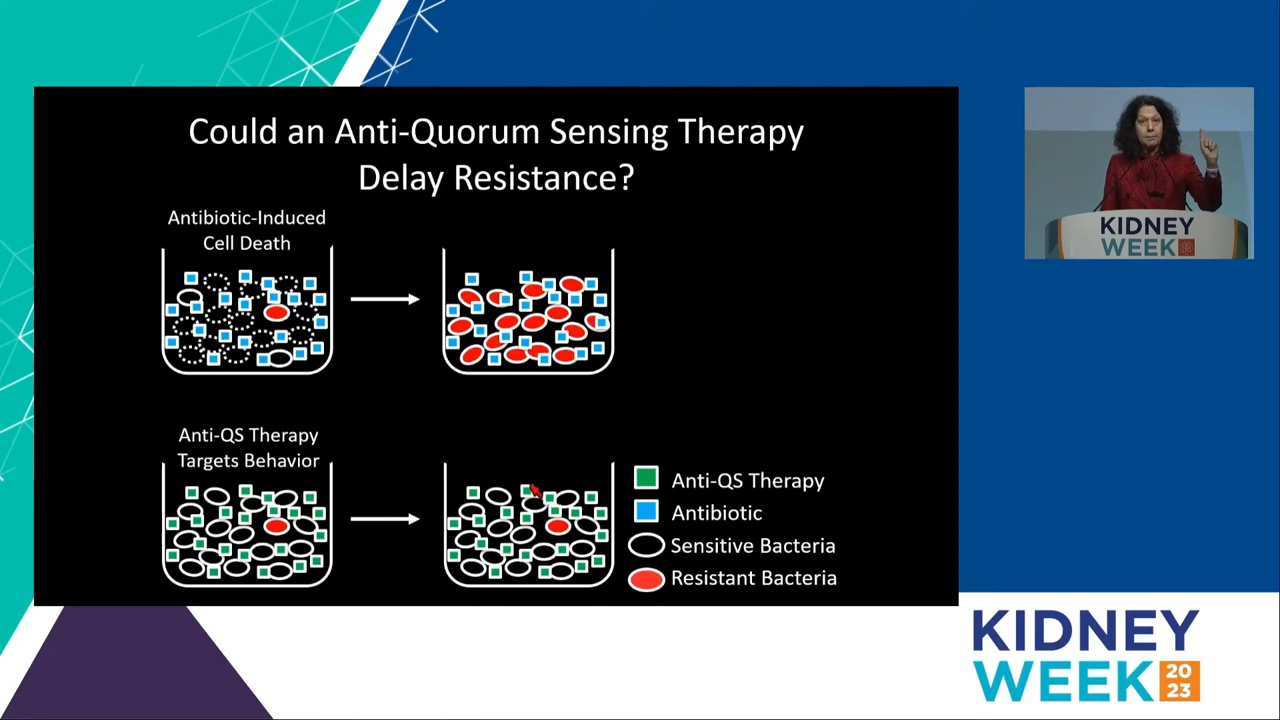 Could an Anti-Quorum Sensing Therapy
Delay Resistance?
Antibiotic-Induced
Cell Death
Anti-QS Therapy
Targets Behavior
Anti-QS Therapy
Antibiotic
Sensitive Bacteria
Resistant Bacteria
KIDNEY
WEEK
KIDNEY
WEEK 20
23